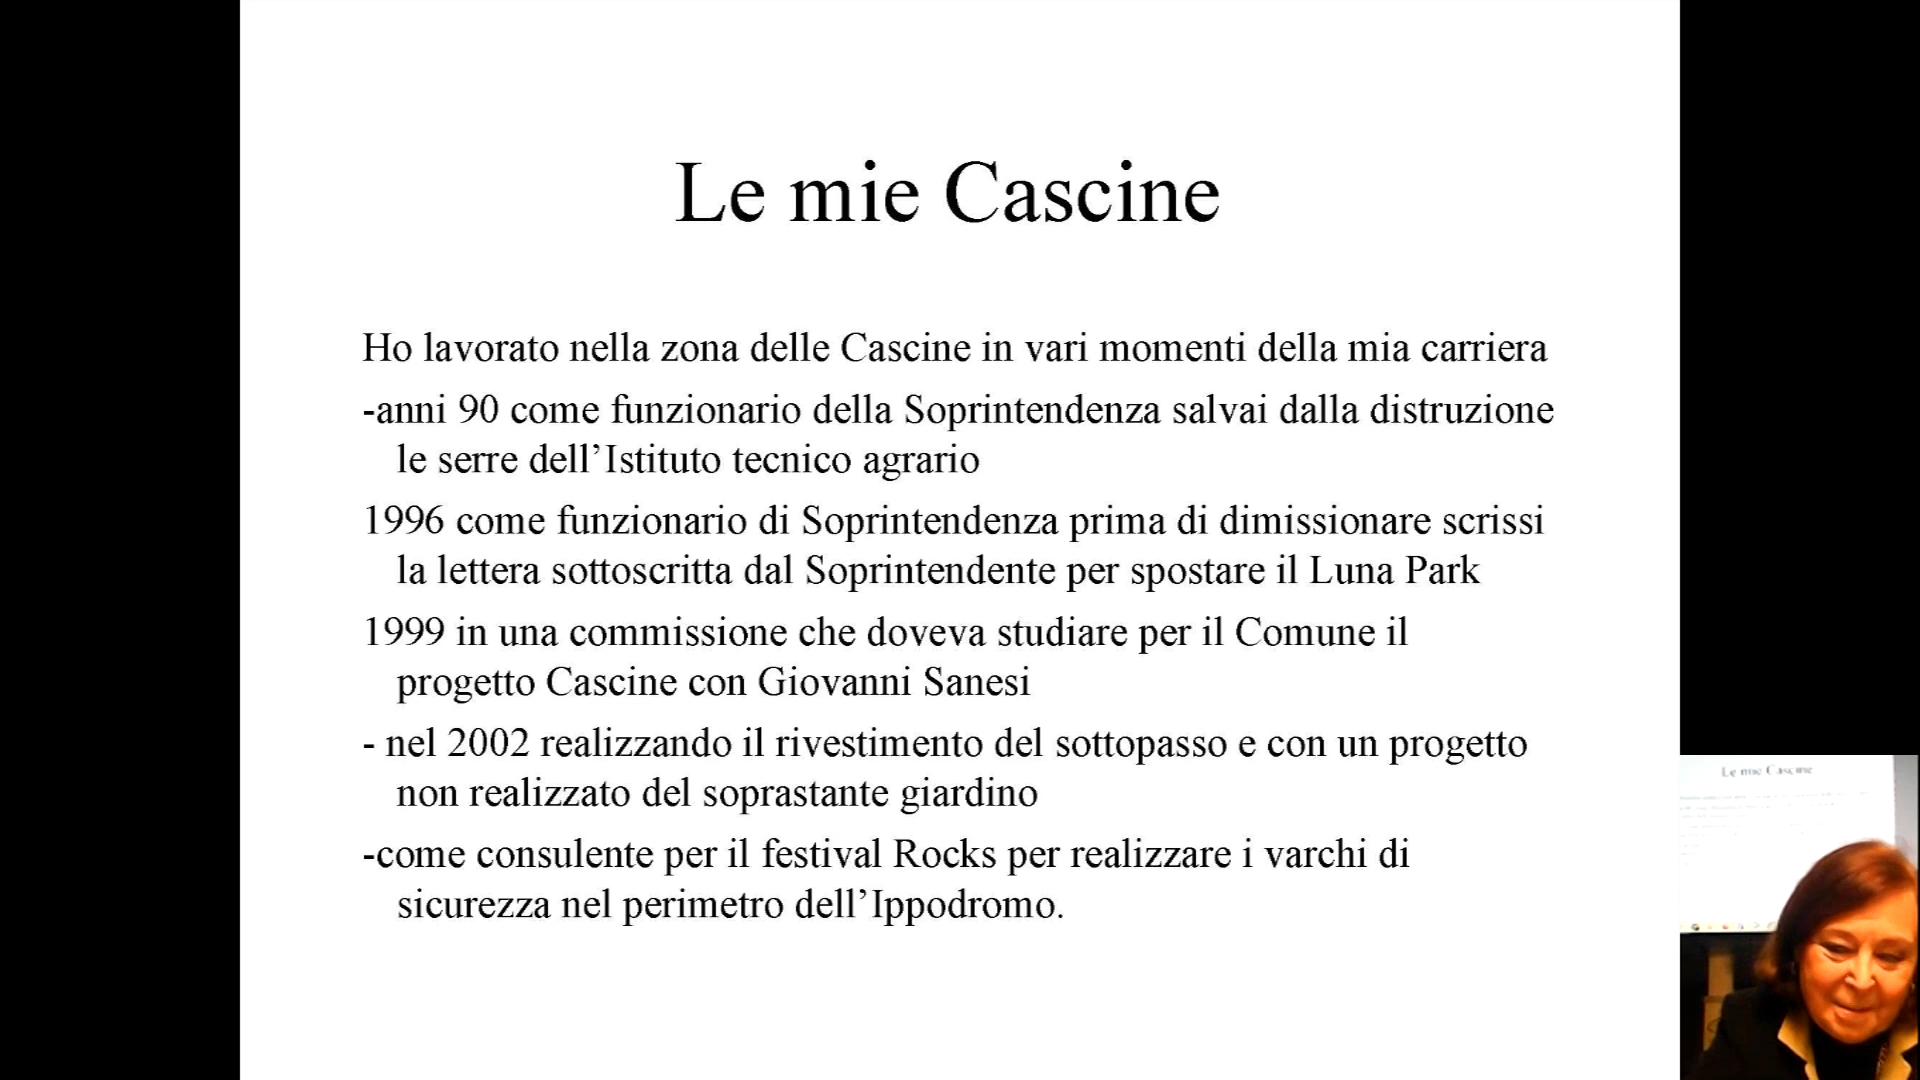 Le mie Cascine
Ho lavorato nella zona delle Cascine in vari momenti della mia carriera
-anni 90 come funzionario della Soprintendenza salvai dalla distruzione
le serre dell’Istituto tecnico agrario
1996 come funzionario di Soprintendenza prima di dimissionare scrissi
la lettera sottoscritta dal Soprintendente per spostare il Luna Park
1999 in una commissione che doveva studiare per il Comune il
progetto Cascine con Giovanni Sanesi
- nel 2002 realizzando il rivestimento del sottopasso e con un progetto
non realizzato del soprastante giardino
-come consulente per il festival Rocks per realizzare i varchi di
sicurezza nel perimetro dell’Ippodromo.
Le mie Cascine